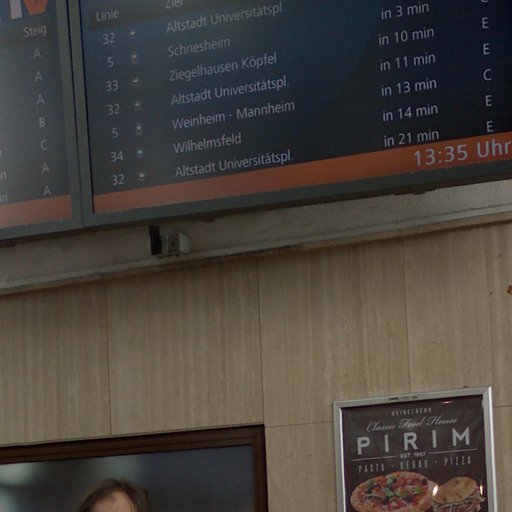 Steig
A
A
A
B
C
A
A
Linie Ziel
32 Altstadt Universitätspl.
5 Schriesheim in 3 min
33 Ziegelhausen Köpfel in 10 min E
32 Altstadt Universitätspl. in 11 min E
5 Weinheim - Mannheim in 13 min C
34 Wilhelmsfeld in 14 min E
32 Altstadt Universitätspl. in 21 min E
13:35 Uhr
HEIDELBERG
Classic Food House
PIRIM
EST 1997
PASTA · KEBAB · PIZZA